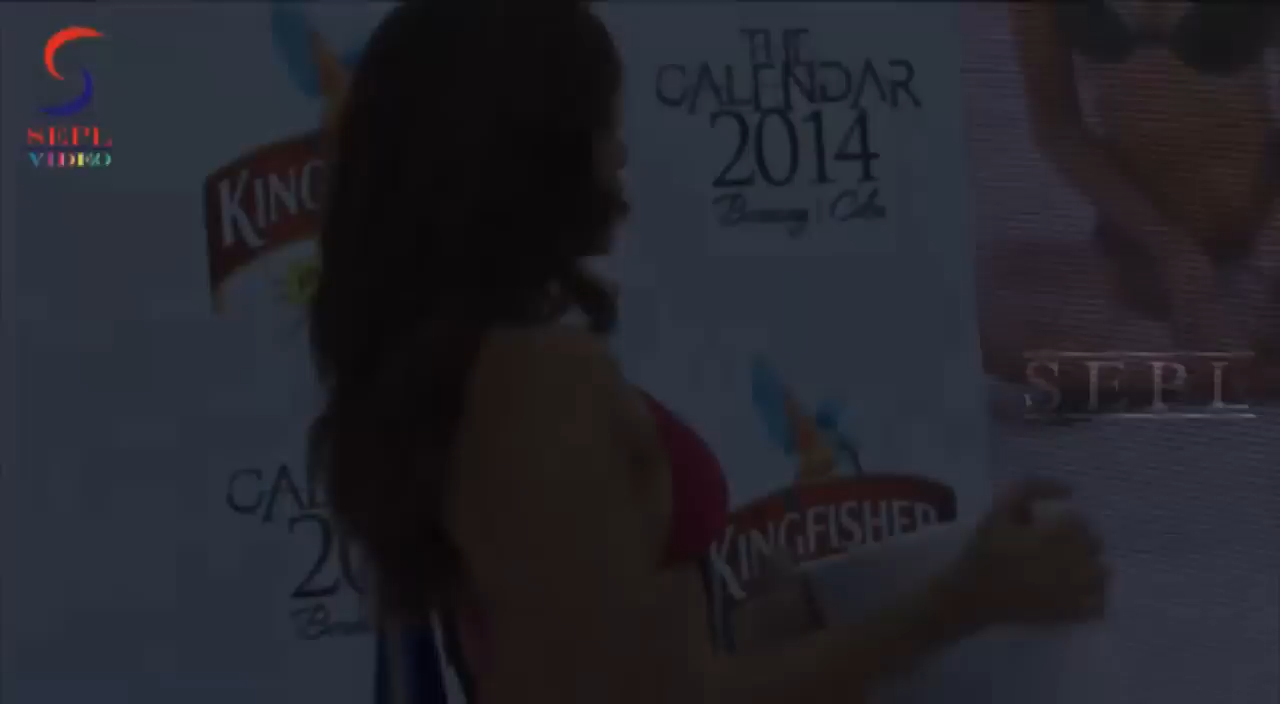 SEPL
VIDEO
KING
THE
CALENDAR
2014
SEPL
CAL
20
KINGFISHER